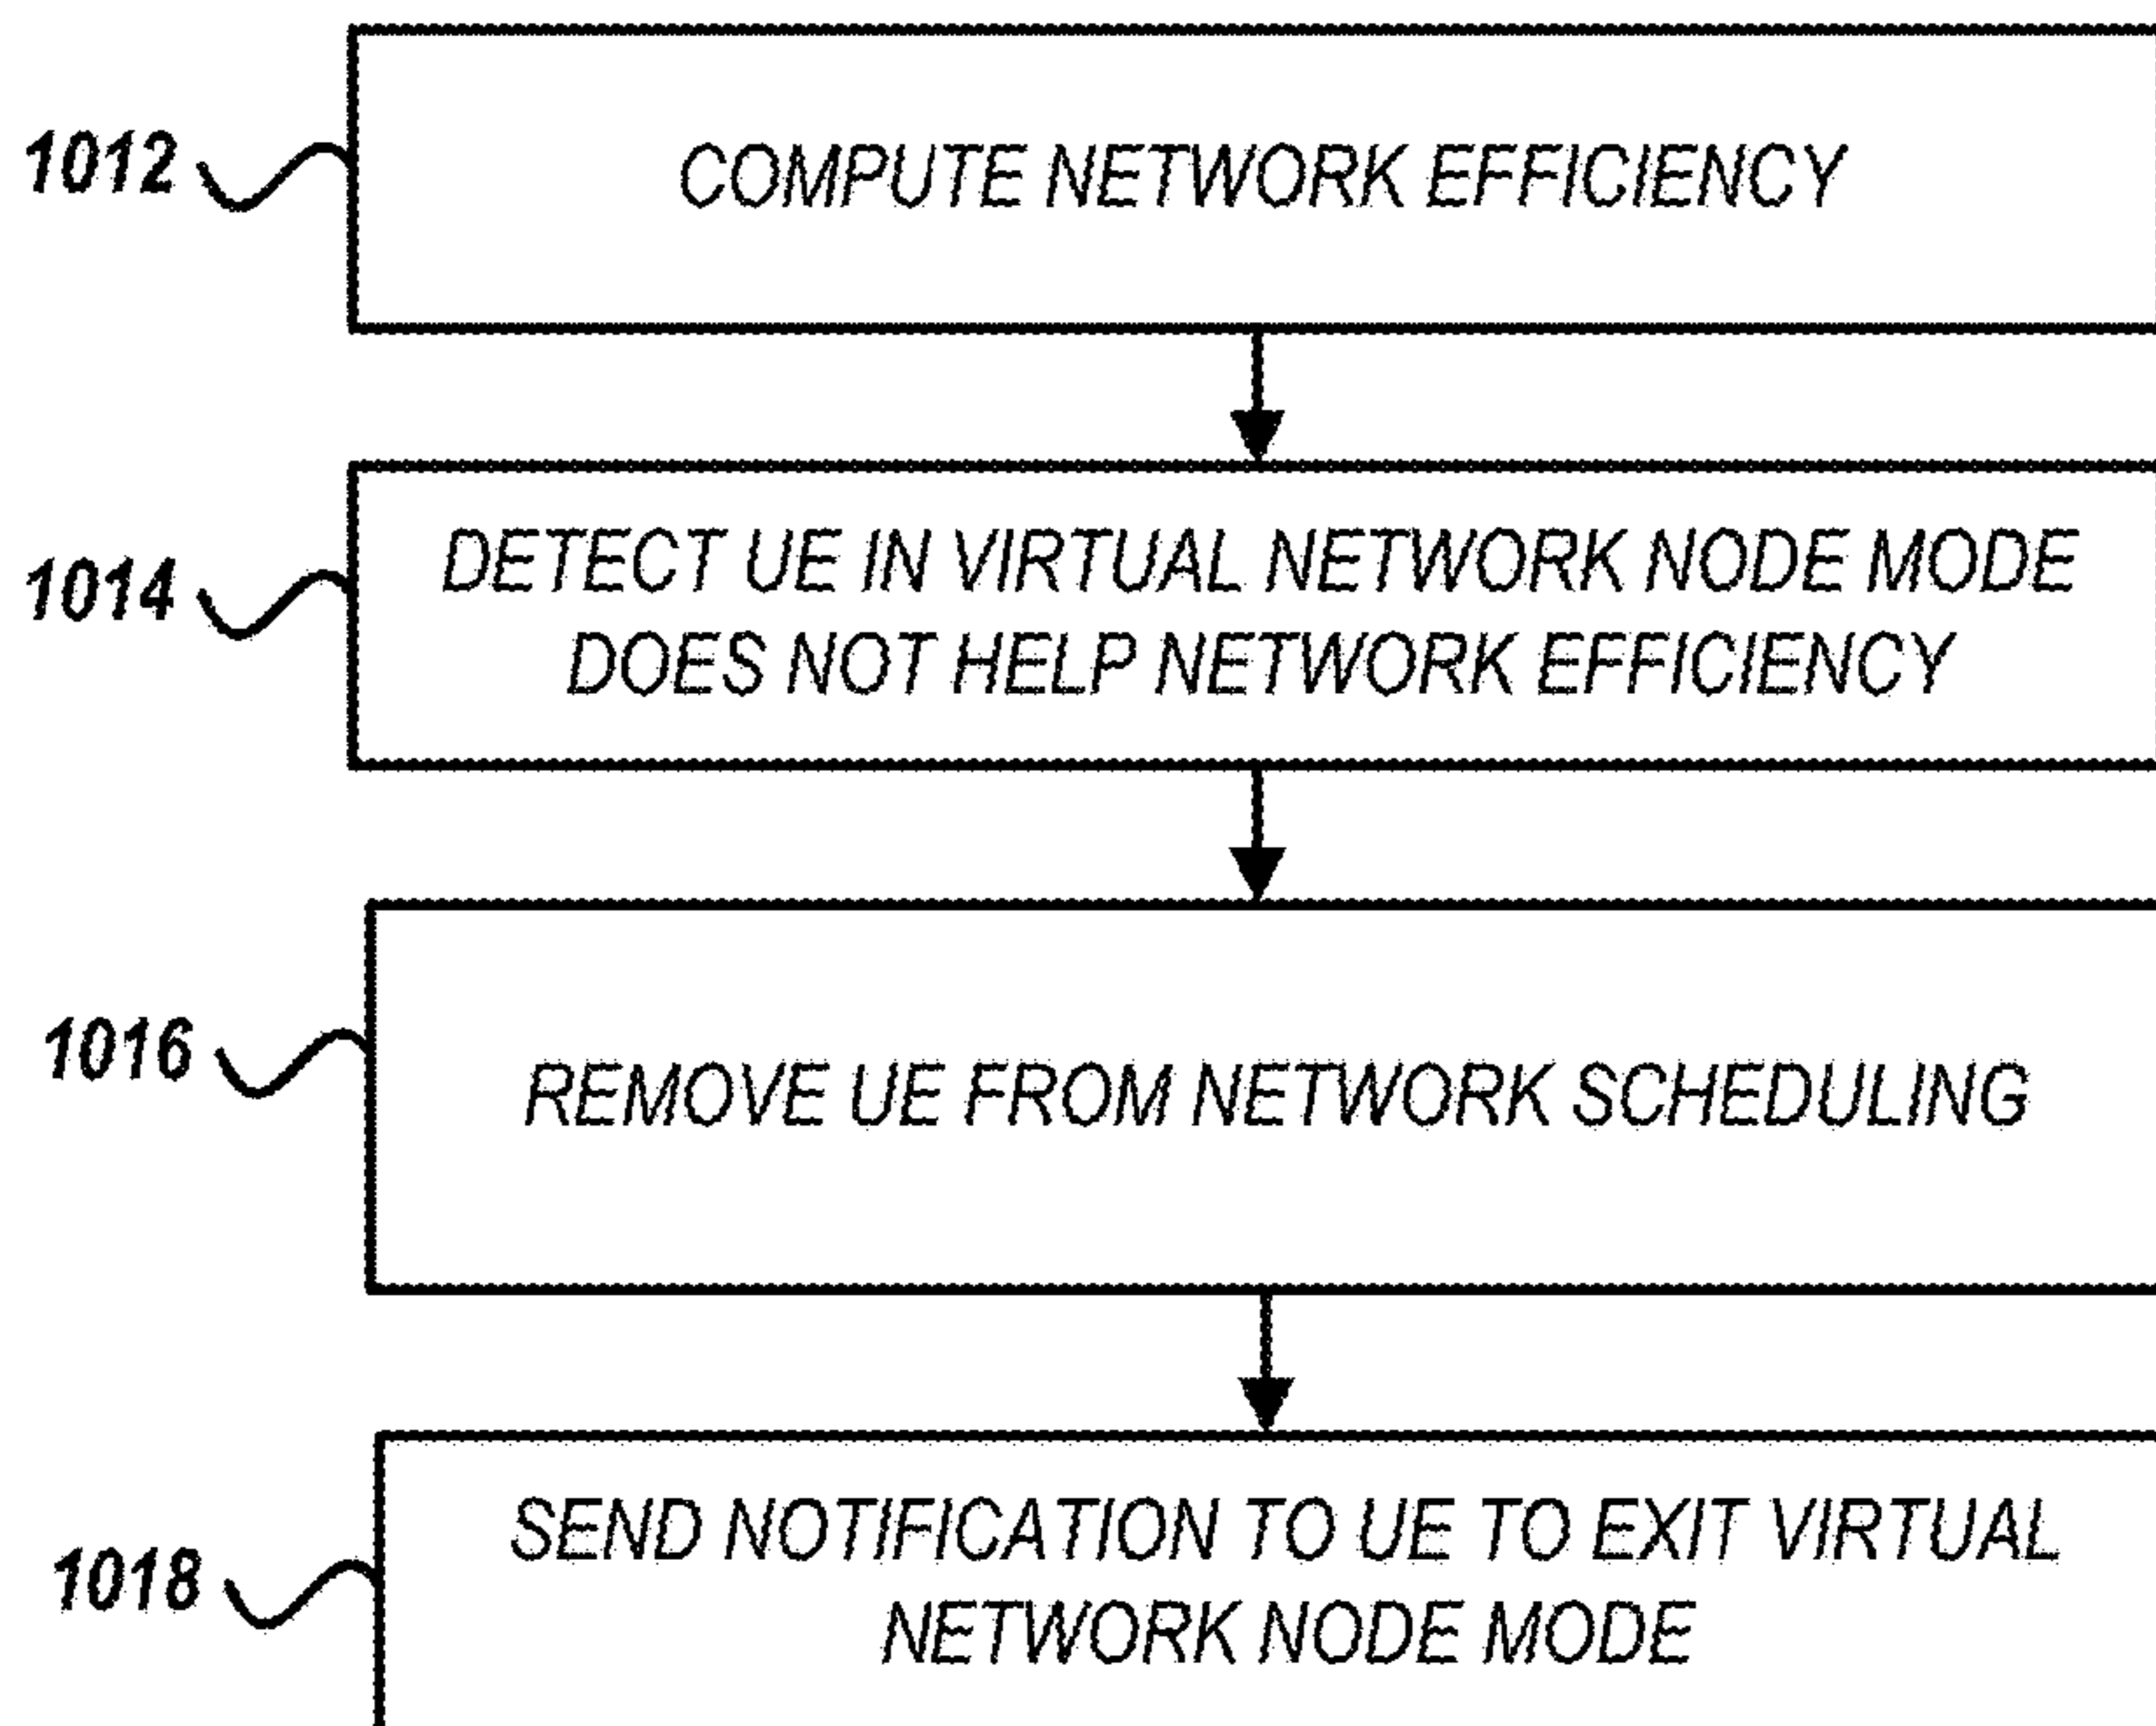 1012
COMPUTE NETWORK EFFICIENCY
1014
DETECT UE IN VIRTUAL NETWORK NODE MODE
DOES NOT HELP NETWORK EFFICIENCY
1016
REMOVE UE FROM NETWORK SCHEDULING
1018
SEND NOTIFICATION TO UE TO EXIT VIRTUAL
NETWORK NODE MODE